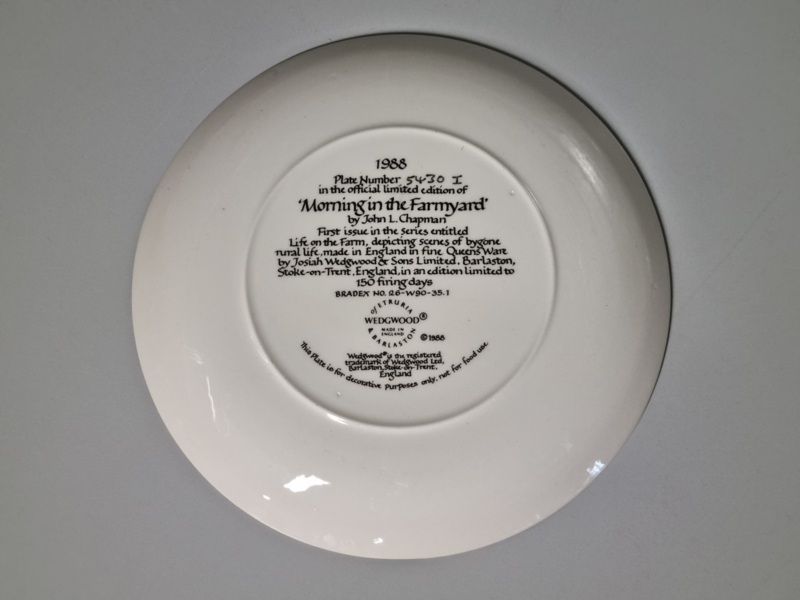 1988
Plate Number 5430 I
in the official limited edition of
'Morning in the Farmyard'
by John L. Chapman
First issue in the series entitled
Life on the Farm, depicting scenes of bygone
rural life, made in England in fine Queen's Ware
by Josiah Wedgwood & Sons Limited, Barlaston,
Stoke-on-Trent, England, in an edition limited to
150 firing days
BRADEX NO. 26-W90-35.1
of ETRURIA
WEDGWOOD®
MADE IN
ENGLAND
& BARLASTON
©1988
Wedgwood® is the registered
trademark of Wedgwood Ltd,
Barlaston, Stoke-on-Trent,
England
This Plate is for decorative purposes only, not for food use